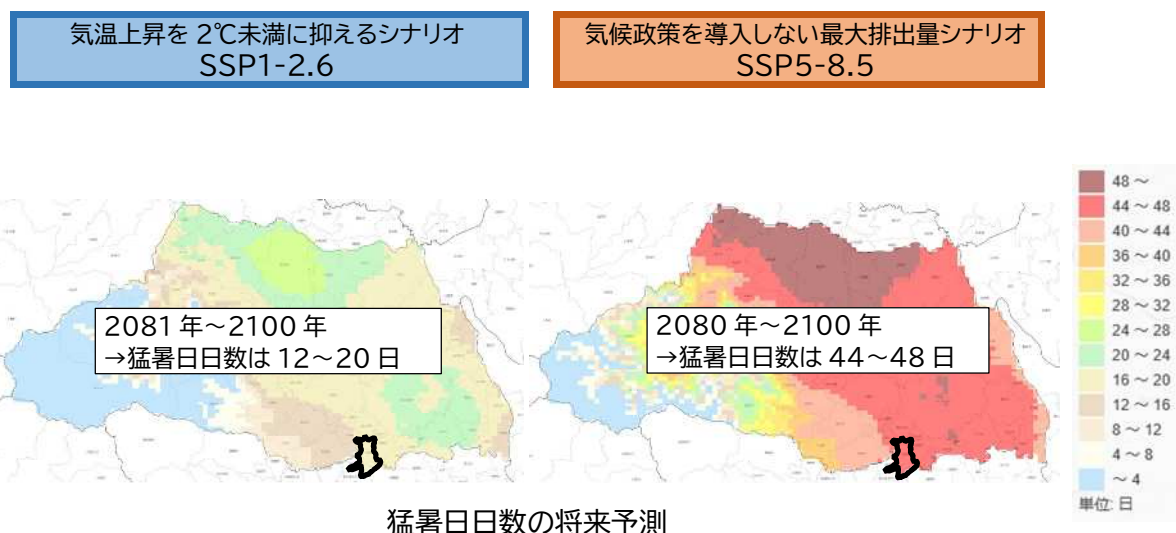 気温上昇を 2℃未満に抑えるシナリオ
SSP1-2.6
気候政策を導入しない最大排出量シナリオ
SSP5-8.5
2081 年～2100 年
→猛暑日日数は 12～20 日
2080 年～2100 年
→猛暑日日数は 44～48 日
48 ～
44 ～ 48
40 ～ 44
36 ～ 40
32 ～ 36
28 ～ 32
24 ～ 28
20 ～ 24
16 ～ 20
12 ～ 16
8 ～ 12
4 ～ 8
～ 4
単位: 日
猛暑日日数の将来予測